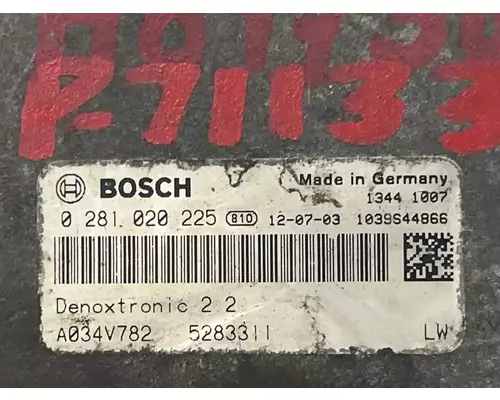 P-71133
BOSCH
Made in Germany
1344 1007
0 281 020 225 810 12-07-03 1039S44866
Denoxtronic 2 2
A034V782 5283311 LW